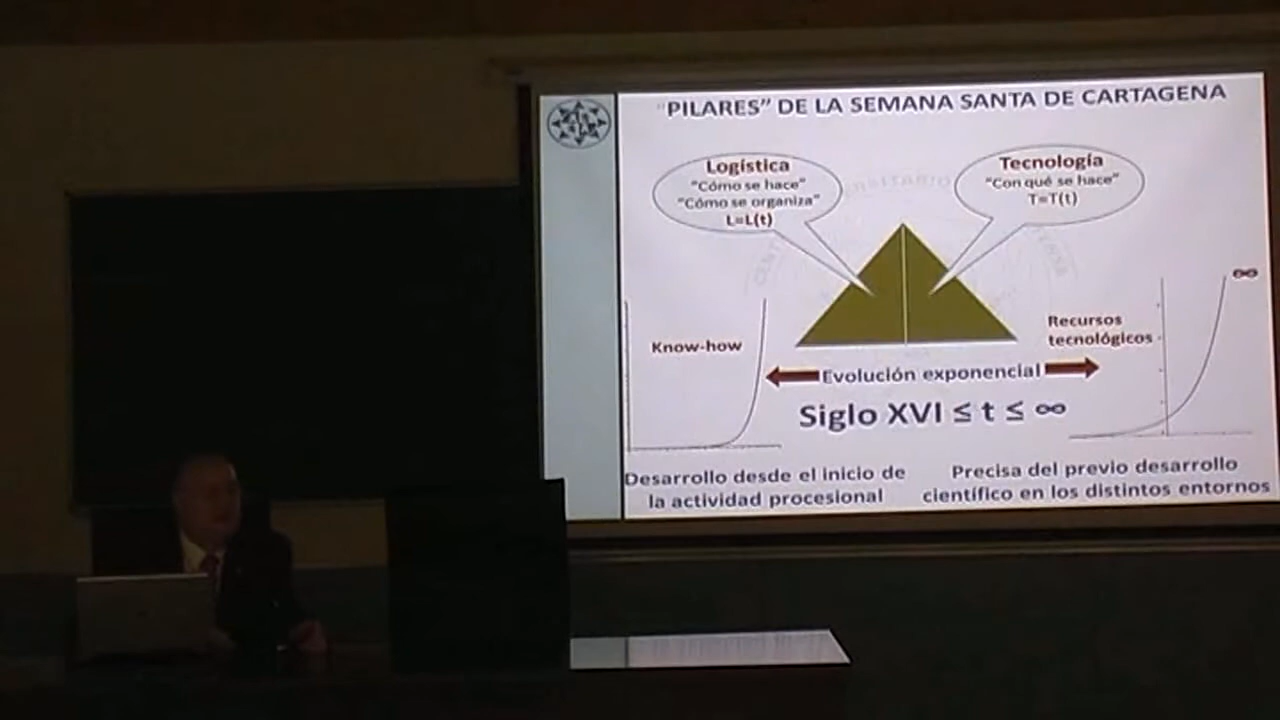 "PILARES" DE LA SEMANA SANTA DE CARTAGENA
Logística
"Cómo se hace"
"Cómo se organiza"
L=L(t)
Tecnología
"Con qué se hace"
T=T(t)
∞
Know-how
Recursos
tecnológicos
Evolución exponencial
Siglo XVI ≤ t ≤ ∞
Desarrollo desde el inicio de
la actividad procesional
Precisa del previo desarrollo
científico en los distintos entornos